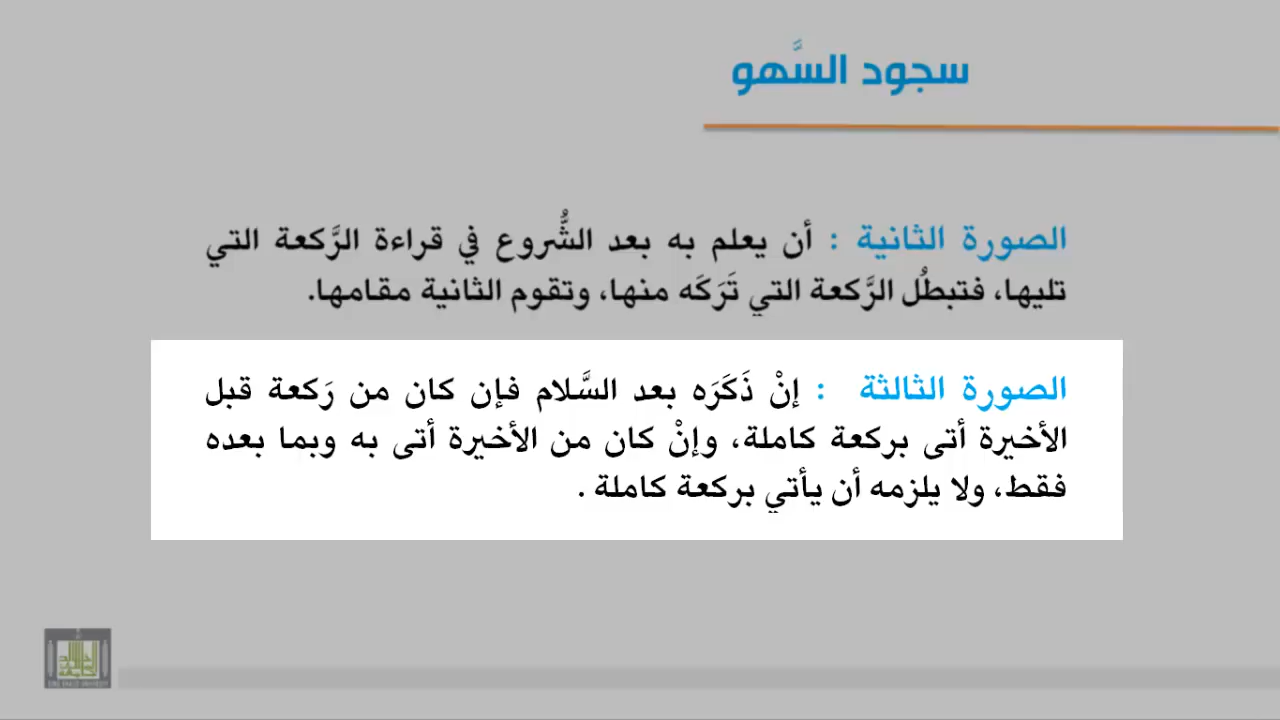 سجود السَّهو
الصورة الثانية : أن يعلم به بعد الشُّروع في قراءة الرَّكعة التي
تليها، فتبطُل الرَّكعة التي تَرَكَه منها، وتقوم الثانية مقامها.
الصورة الثالثة : إنْ ذَكَرَه بعد السَّلام فإن كان من رَكعة قبل
الأخيرة أتى بركعة كاملة، وإنْ كان من الأخيرة أتى به وبما بعده
فقط، ولا يلزمه أن يأتي بركعة كاملة .